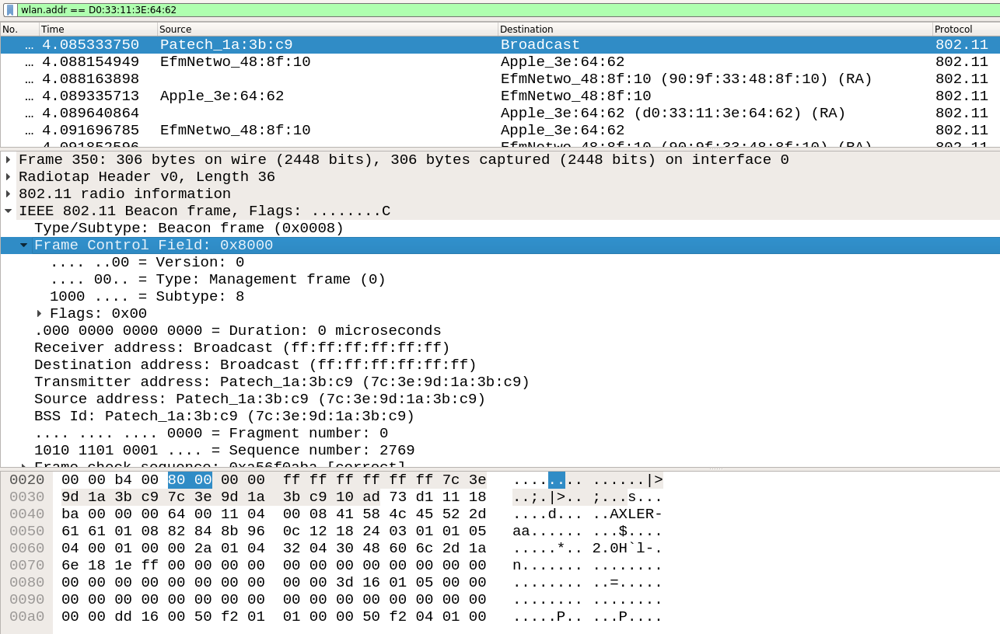 wlan.addr == D0:33:11:3E:64:62
No. Time Source Destination Protocol
... 4.085333750 Patech_1a:3b:c9 Broadcast 802.11
... 4.088154949 EfmNetwo_48:8f:10 Apple_3e:64:62 802.11
... 4.088163898 EfmNetwo_48:8f:10 (90:9f:33:48:8f:10) (RA) 802.11
... 4.089335713 Apple_3e:64:62 EfmNetwo_48:8f:10 802.11
... 4.089640864 Apple_3e:64:62 (d0:33:11:3e:64:62) (RA) 802.11
... 4.091696785 EfmNetwo_48:8f:10 Apple_3e:64:62 802.11
4.091852596 EfmNetwo_48:8f:10 (90:9f:33:48:8f:10) (RA) 802.11
Frame 350: 306 bytes on wire (2448 bits), 306 bytes captured (2448 bits) on interface 0
Radiotap Header v0, Length 36
802.11 radio information
IEEE 802.11 Beacon frame, Flags: ........C
Type/Subtype: Beacon frame (0x0008)
Frame Control Field: 0x8000
.... ..00 = Version: 0
.... 00.. = Type: Management frame (0)
1000 .... = Subtype: 8
Flags: 0x00
.000 0000 0000 0000 = Duration: 0 microseconds
Receiver address: Broadcast (ff:ff:ff:ff:ff:ff)
Destination address: Broadcast (ff:ff:ff:ff:ff:ff)
Transmitter address: Patech_1a:3b:c9 (7c:3e:9d:1a:3b:c9)
Source address: Patech_1a:3b:c9 (7c:3e:9d:1a:3b:c9)
BSS Id: Patech_1a:3b:c9 (7c:3e:9d:1a:3b:c9)
.... .... .... 0000 = Fragment number: 0
1010 1101 0001 .... = Sequence number: 2769
Frame check sequence: 0xa56f0aba [correct]
0020 00 00 b4 00 80 00 00 00 ff ff ff ff ff ff 7c 3e ........ ......|>
0030 9d 1a 3b c9 7c 3e 9d 1a 3b c9 10 ad 73 d1 11 18 ..;.|>.. ;...s...
0040 ba 00 00 00 64 00 11 04 00 08 41 58 4c 45 52 2d ....d... ..AXLER-
0050 61 61 01 08 82 84 8b 96 0c 12 18 24 03 01 01 05 aa...... ...$....
0060 04 00 01 00 00 2a 01 04 32 04 30 48 60 6c 2d 1a .....*.. 2.0H`l-.
0070 6e 18 1e ff 00 00 00 00 00 00 00 00 00 00 00 00 n....... ........
0080 00 00 00 00 00 00 00 00 00 00 3d 16 01 05 00 00 ........ ..=.....
0090 00 00 00 00 00 00 00 00 00 00 00 00 00 00 00 00 ........ ........
00a0 00 00 dd 16 00 50 f2 01 01 00 00 50 f2 04 01 00 .....P.. ...P....